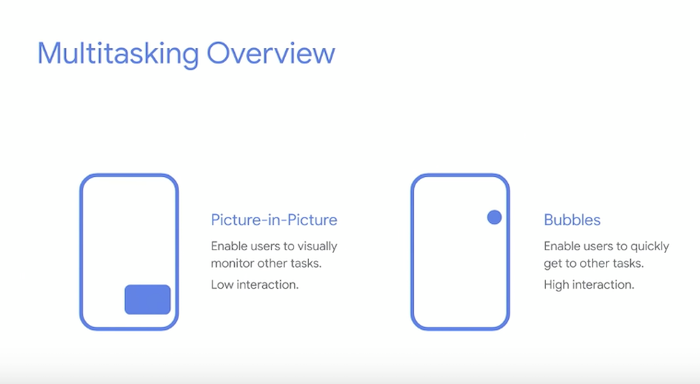 Multitasking Overview
Picture-in-Picture
Enable users to visually
monitor other tasks.
Low interaction.
Bubbles
Enable users to quickly
get to other tasks.
High interaction.